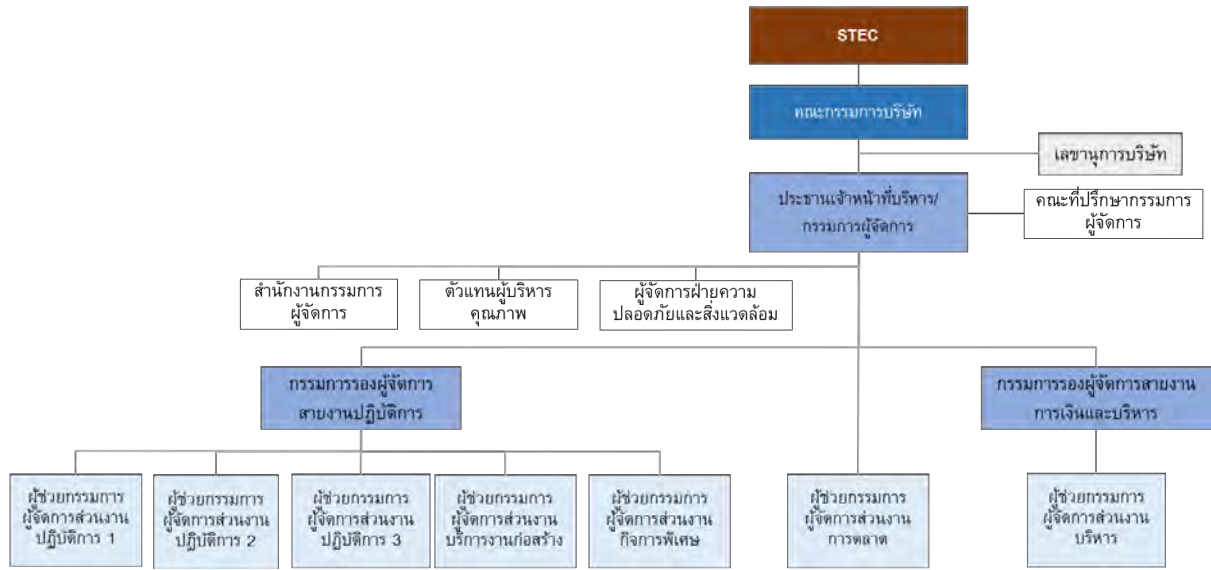 STEC
คณะกรรมการบริษัท
เลขานุการบริษัท
ประธานเจ้าหน้าที่บริหาร/
กรรมการผู้จัดการ
คณะที่ปรึกษากรรมการ
ผู้จัดการ
สำนักงานกรรมการ
ผู้จัดการ
ตัวแทนผู้บริหาร
คุณภาพ
ผู้จัดการฝ่ายความ
ปลอดภัยและสิ่งแวดล้อม
กรรมการรองผู้จัดการ
สายงานปฏิบัติการ
กรรมการรองผู้จัดการสายงาน
การเงินและบริหาร
ผู้ช่วยกรรมการ
ผู้จัดการส่วนงาน
ปฏิบัติการ 1
ผู้ช่วยกรรมการ
ผู้จัดการส่วนงาน
ปฏิบัติการ 2
ผู้ช่วยกรรมการ
ผู้จัดการส่วนงาน
ปฏิบัติการ 3
ผู้ช่วยกรรมการ
ผู้จัดการส่วนงาน
บริการงานก่อสร้าง
ผู้ช่วยกรรมการ
ผู้จัดการส่วนงาน
กิจการพิเศษ
ผู้ช่วยกรรมการ
ผู้จัดการส่วนงาน
การตลาด
ผู้ช่วยกรรมการ
ผู้จัดการส่วนงาน
บริหาร